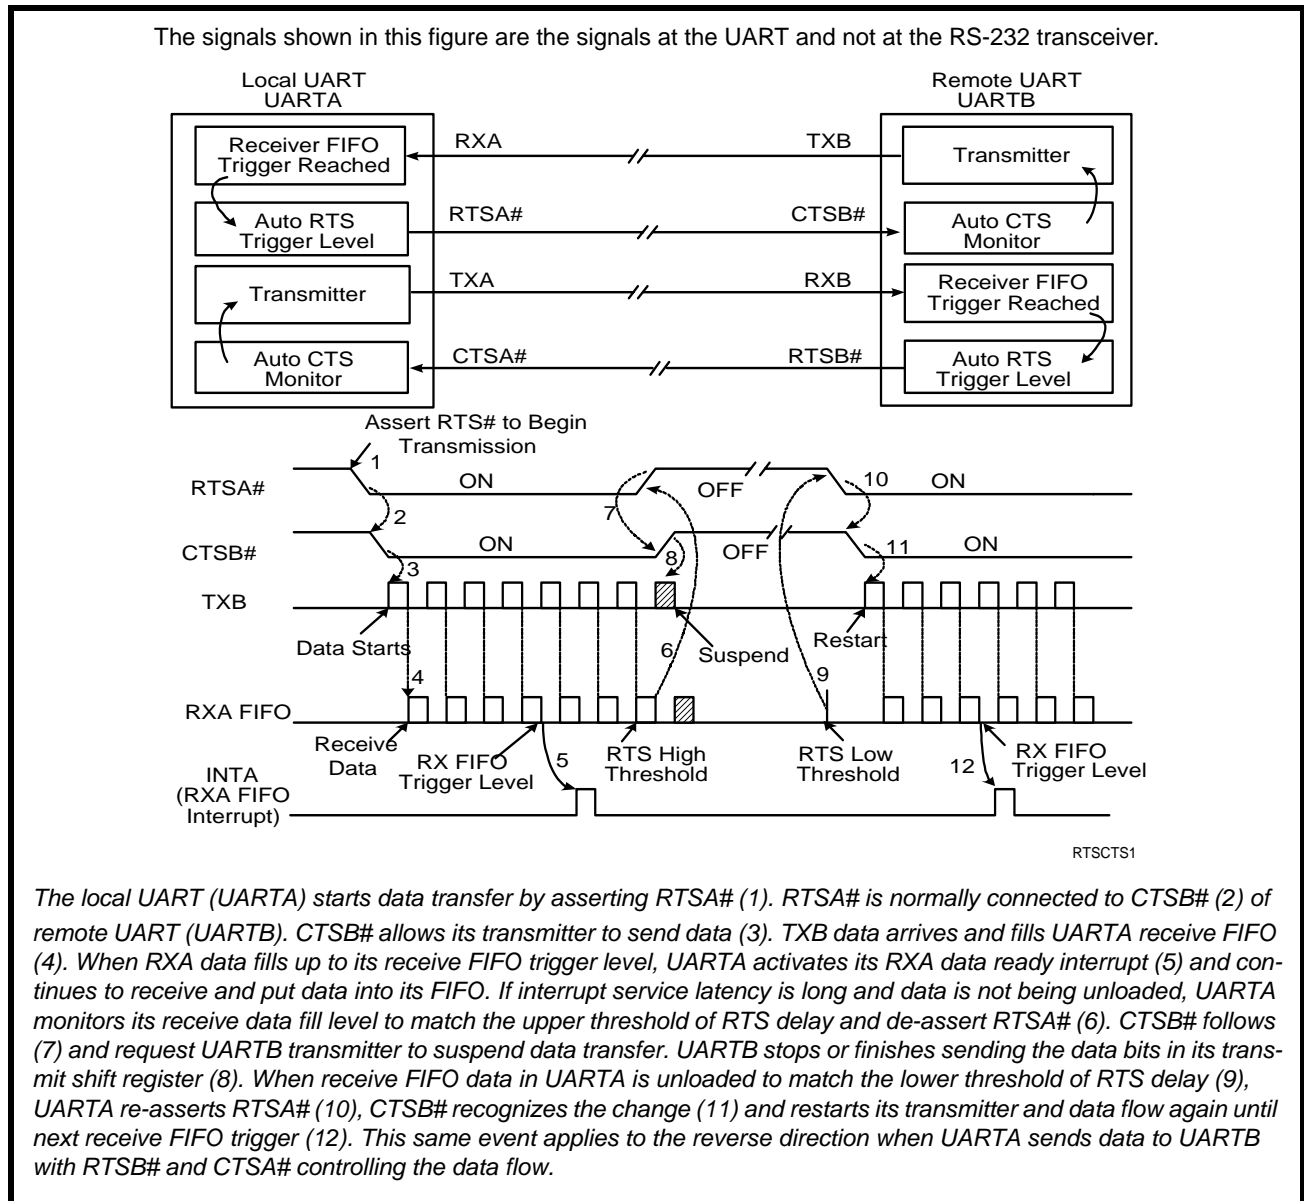 The signals shown in this figure are the signals at the UART and not at the RS-232 transceiver.
Local UART
UARTA
Remote UART
UARTB
Receiver FIFO
Trigger Reached
RXA
TXB
Transmitter
Auto RTS
Trigger Level
RTSA#
CTSB#
Auto CTS
Monitor
Transmitter
TXA
RXB
Receiver FIFO
Trigger Reached
Auto CTS
Monitor
CTSA#
RTSB#
Auto RTS
Trigger Level
Assert RTS# to Begin
Transmission
RTSA#
1
ON
7
OFF
10
ON
2
CTSB#
ON
8
OFF
11
ON
3
TXB
Data Starts
6
Suspend
Restart
4
9
RXA FIFO
Receive
Data
RX FIFO
Trigger Level
5
RTS High
Threshold
RTS Low
Threshold
12
RX FIFO
Trigger Level
INTA
(RXA FIFO
Interrupt)
RTSCTS1
The local UART (UARTA) starts data transfer by asserting RTSA# (1). RTSA# is normally connected to CTSB# (2) of
remote UART (UARTB). CTSB# allows its transmitter to send data (3). TXB data arrives and fills UARTA receive FIFO
(4). When RXA data fills up to its receive FIFO trigger level, UARTA activates its RXA data ready interrupt (5) and con-
tinues to receive and put data into its FIFO. If interrupt service latency is long and data is not being unloaded, UARTA
monitors its receive data fill level to match the upper threshold of RTS delay and de-assert RTSA# (6). CTSB# follows
(7) and request UARTB transmitter to suspend data transfer. UARTB stops or finishes sending the data bits in its trans-
mit shift register (8). When receive FIFO data in UARTA is unloaded to match the lower threshold of RTS delay (9),
UARTA re-asserts RTSA# (10), CTSB# recognizes the change (11) and restarts its transmitter and data flow again until
next receive FIFO trigger (12). This same event applies to the reverse direction when UARTA sends data to UARTB
with RTSB# and CTSA# controlling the data flow.